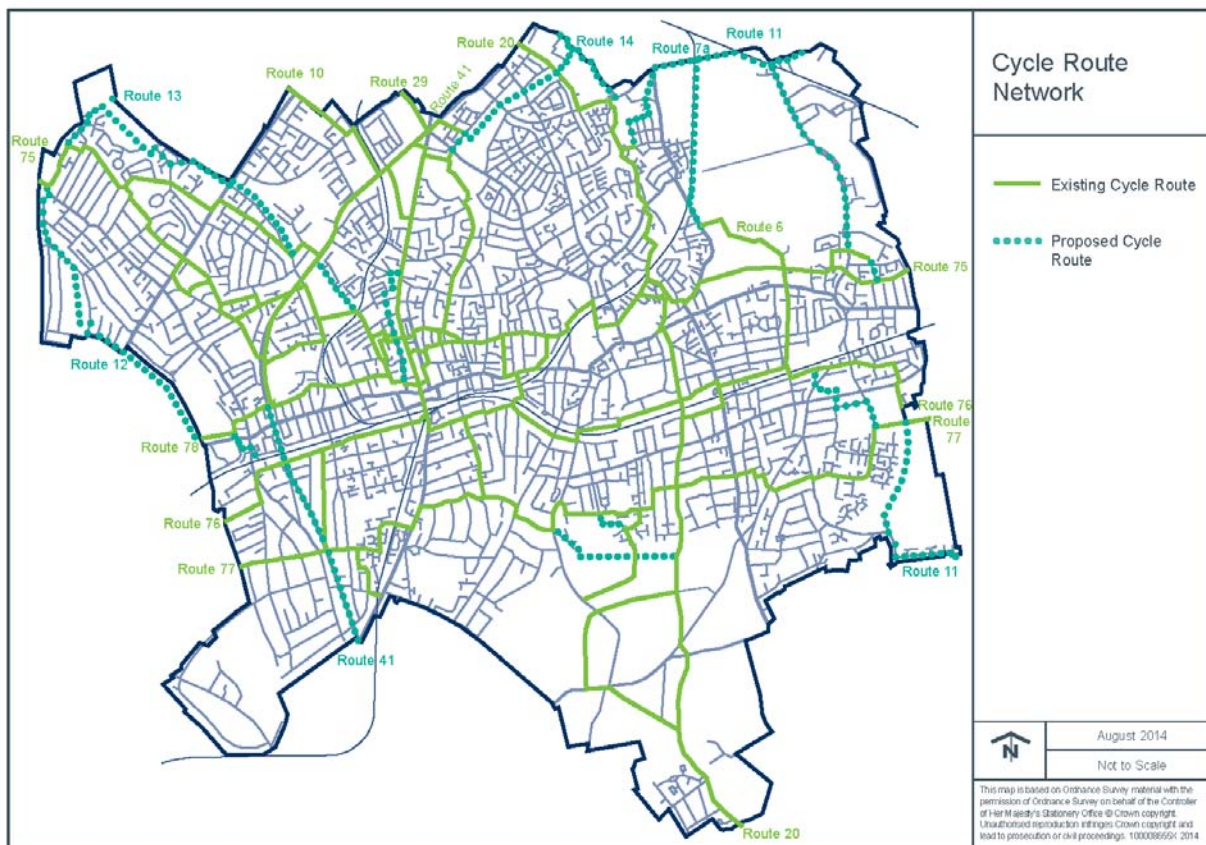 Route 20
Route 14
Route 7a
Route 11
Route 10
Route 29
Route 41
Route 13
Route
75
Route 6
Route 75
Route 12
Route 76
Route
77
Route 78
Route 76
Route 77
Route 11
Route 41
Route 20
Cycle Route
Network
Existing Cycle Route
Proposed Cycle
Route
N
August 2014
Not to Scale
This map is based on Ordnance Survey material with the
permission of Ordnance Survey on behalf of the Controller
of Her Majesty's Stationery Office © Crown copyright.
Unauthorised reproduction infringes Crown copyright and
lead to prosecution or civil proceedings. 2014